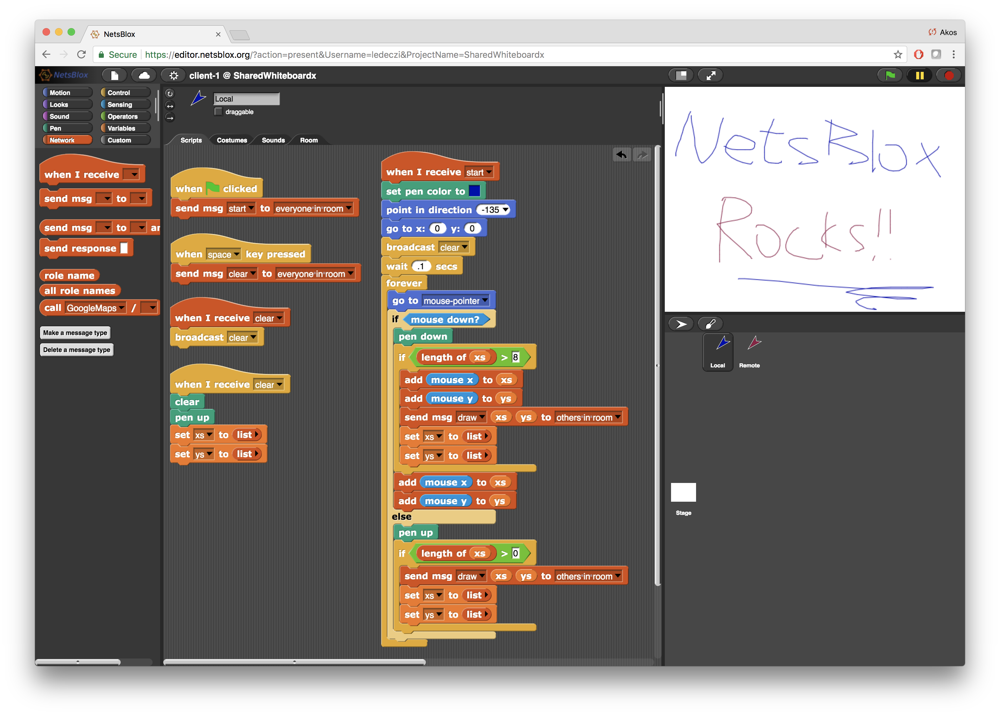 NetsBlox
Akos
Secure https://editor.netsblox.org/?action=present&Username=ledeczi&ProjectName=SharedWhiteboardx
NetsBlox
client-1 @ SharedWhiteboardx
Motion Control
Looks Sensing
Sound Operators
Pen Variables
Network Custom
when I receive
send msg to
send msg to ar
send response
role name
all role names
call GoogleMaps /
Make a message type
Delete a message type
Local
draggable
Scripts Costumes Sounds Room
when clicked
send msg start to everyone in room
when space key pressed
send msg clear to everyone in room
when I receive clear
broadcast clear
when I receive clear
clear
pen up
set xs to list
set ys to list
when I receive start
set pen color to
point in direction -135
go to x: 0 y: 0
broadcast clear
wait .1 secs
forever
go to mouse-pointer
if mouse down?
pen down
if length of xs > 8
add mouse x to xs
add mouse y to ys
send msg draw xs ys to others in room
set xs to list
set ys to list
add mouse x to xs
add mouse y to ys
else
pen up
if length of xs > 0
send msg draw xs ys to others in room
set xs to list
set ys to list
NetsBlox
Rocks!!
Local Remote
Stage